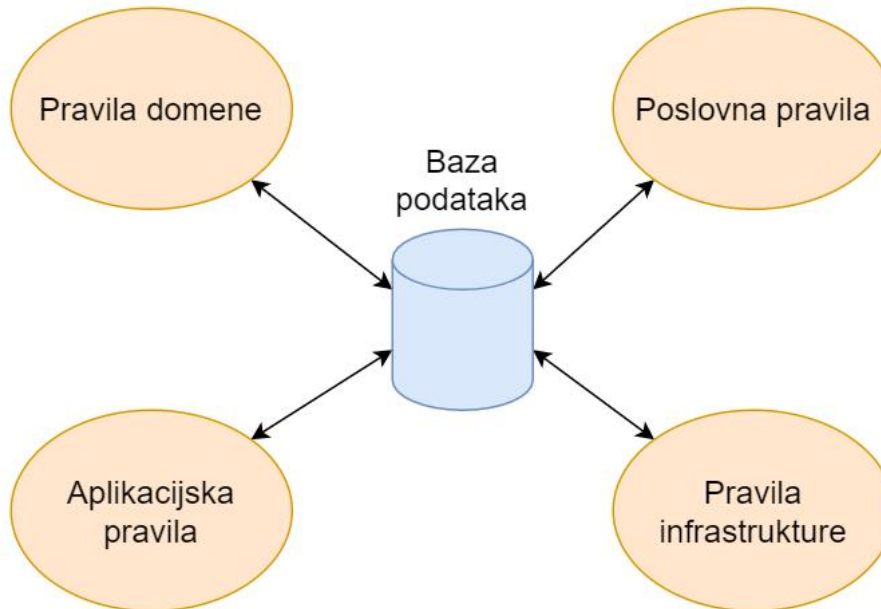 Pravila domene
Poslovna pravila
Baza
podataka
Aplikacijska
pravila
Pravila
infrastrukture